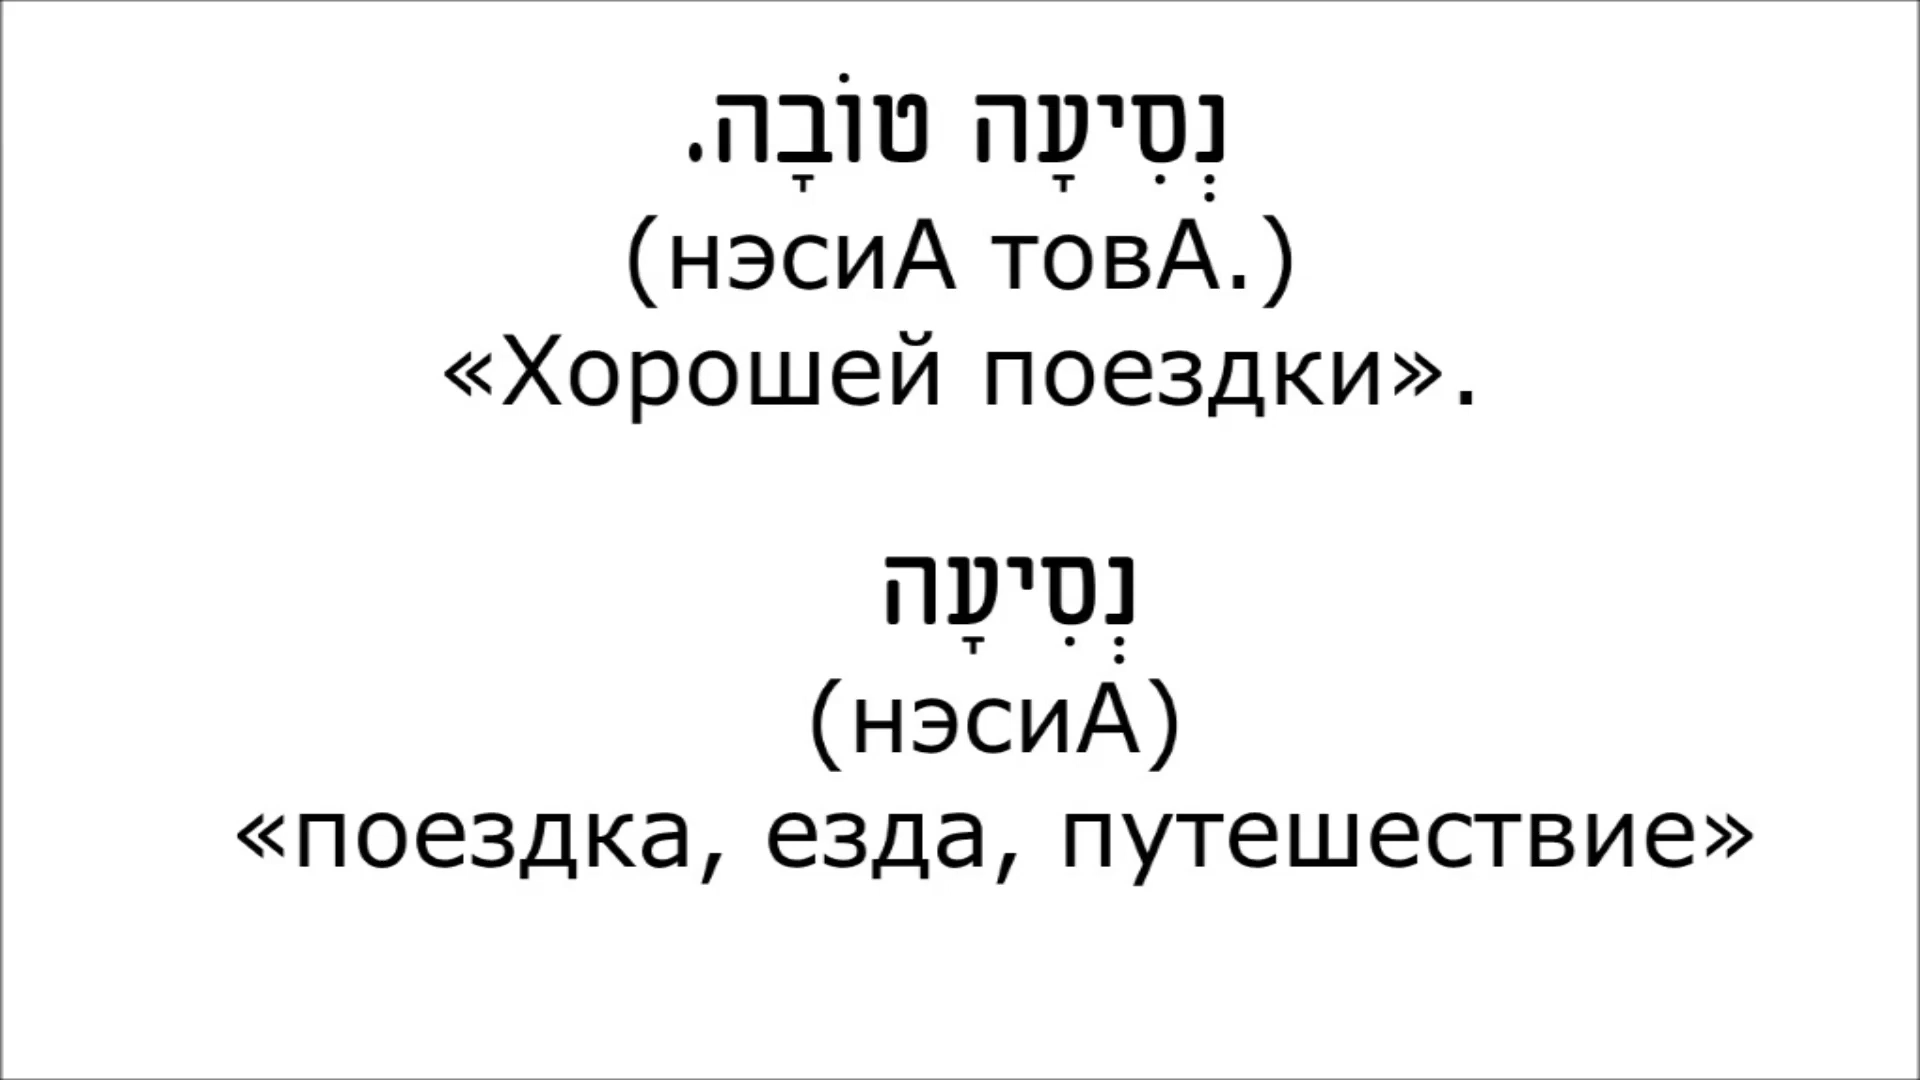 נְסִיעָה טוֹבָה.
(нэсиА товА.)
«Хорошей поездки».
נְסִיעָה
(нэсиА)
«поездка, езда, путешествие»